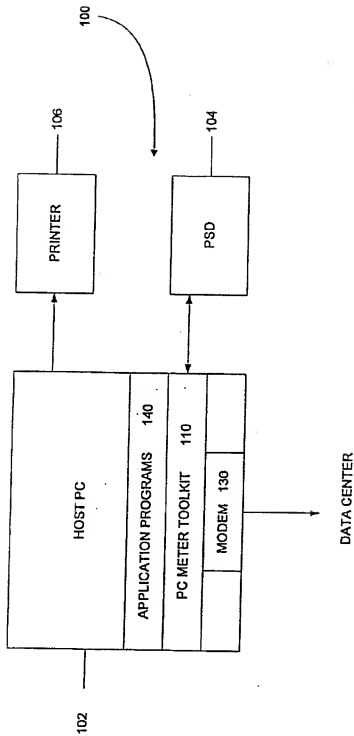 100
106
PRINTER
104
PSD
HOST PC
APPLICATION PROGRAMS 140
PC METER TOOLKIT 110
MODEM 130
102
DATA CENTER